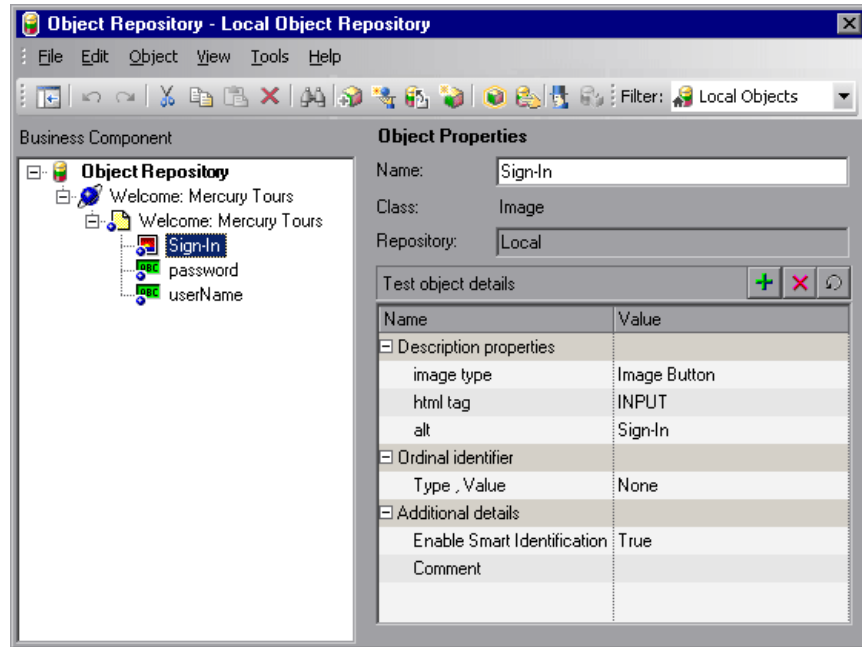 Object Repository - Local Object Repository
File Edit Object View Tools Help
Filter: Local Objects
Business Component
Object Repository
Welcome: Mercury Tours
Welcome: Mercury Tours
Sign-In
ABC password
ABC userName
Object Properties
Name: Sign-In
Class: Image
Repository: Local
Test object details
Name Value
Description properties
image type Image Button
html tag INPUT
alt Sign-In
Ordinal identifier
Type , Value None
Additional details
Enable Smart Identification True
Comment